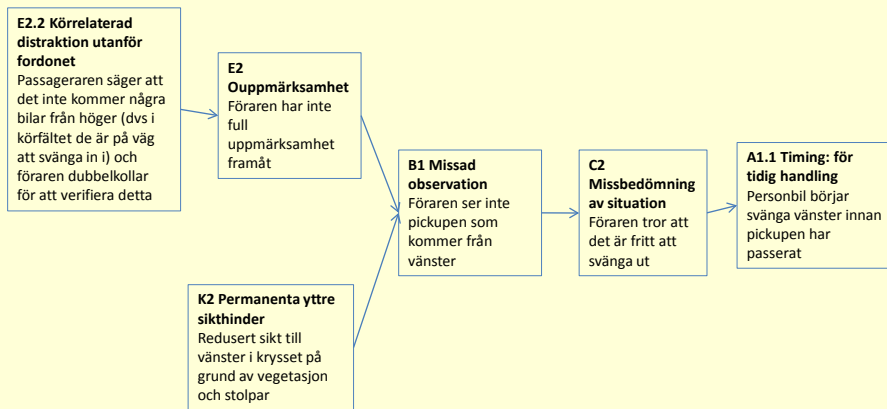 E2.2 Körrelaterad
distraktion utanför
fordonet
Passageraren säger att
det inte kommer några
bilar från höger (dvs i
körfältet de är på väg
att svänga in i) och
föraren dubbelkollar
för att verifiera detta
E2
Ouppmärksamhet
Föraren har inte
full
uppmärksamhet
framåt
K2 Permanenta yttre
sikthinder
Redusert sikt till
vänster i krysset på
grund av vegetasjon
och stolpar
B1 Missad
observation
Föraren ser inte
pickupen som
kommer från
vänster
C2
Missbedömning
av situation
Föraren tror att
det är fritt att
svänga ut
A1.1 Timing: för
tidig handling
Personbil börjar
svänga vänster innan
pickupen har
passerat